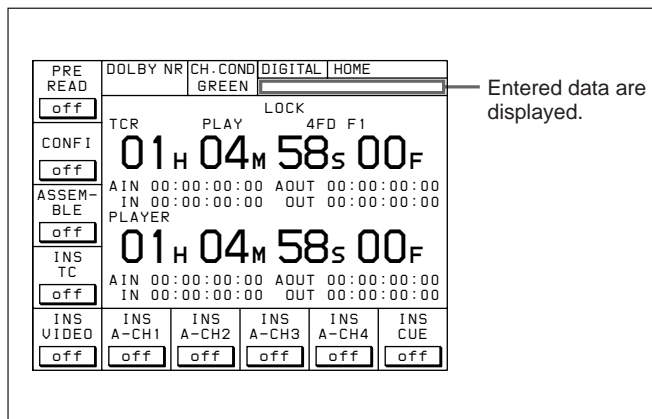 PRE READ
off
CONFI
off
ASSEM-
BLE
off
INS
TC
off
DOLBY NR
CH.COND
GREEN
DIGITAL
HOME
Entered data are
displayed.
LOCK
TCR PLAY 4FD F1
01H 04M 58S 00F
AIN 00:00:00:00 AOUT 00:00:00:00
IN 00:00:00:00 OUT 00:00:00:00
PLAYER
01H 04M 58S 00F
AIN 00:00:00:00 AOUT 00:00:00:00
IN 00:00:00:00 OUT 00:00:00:00
INS
VIDEO
off
INS
A-CH1
off
INS
A-CH2
off
INS
A-CH3
off
INS
A-CH4
off
INS
CUE
off